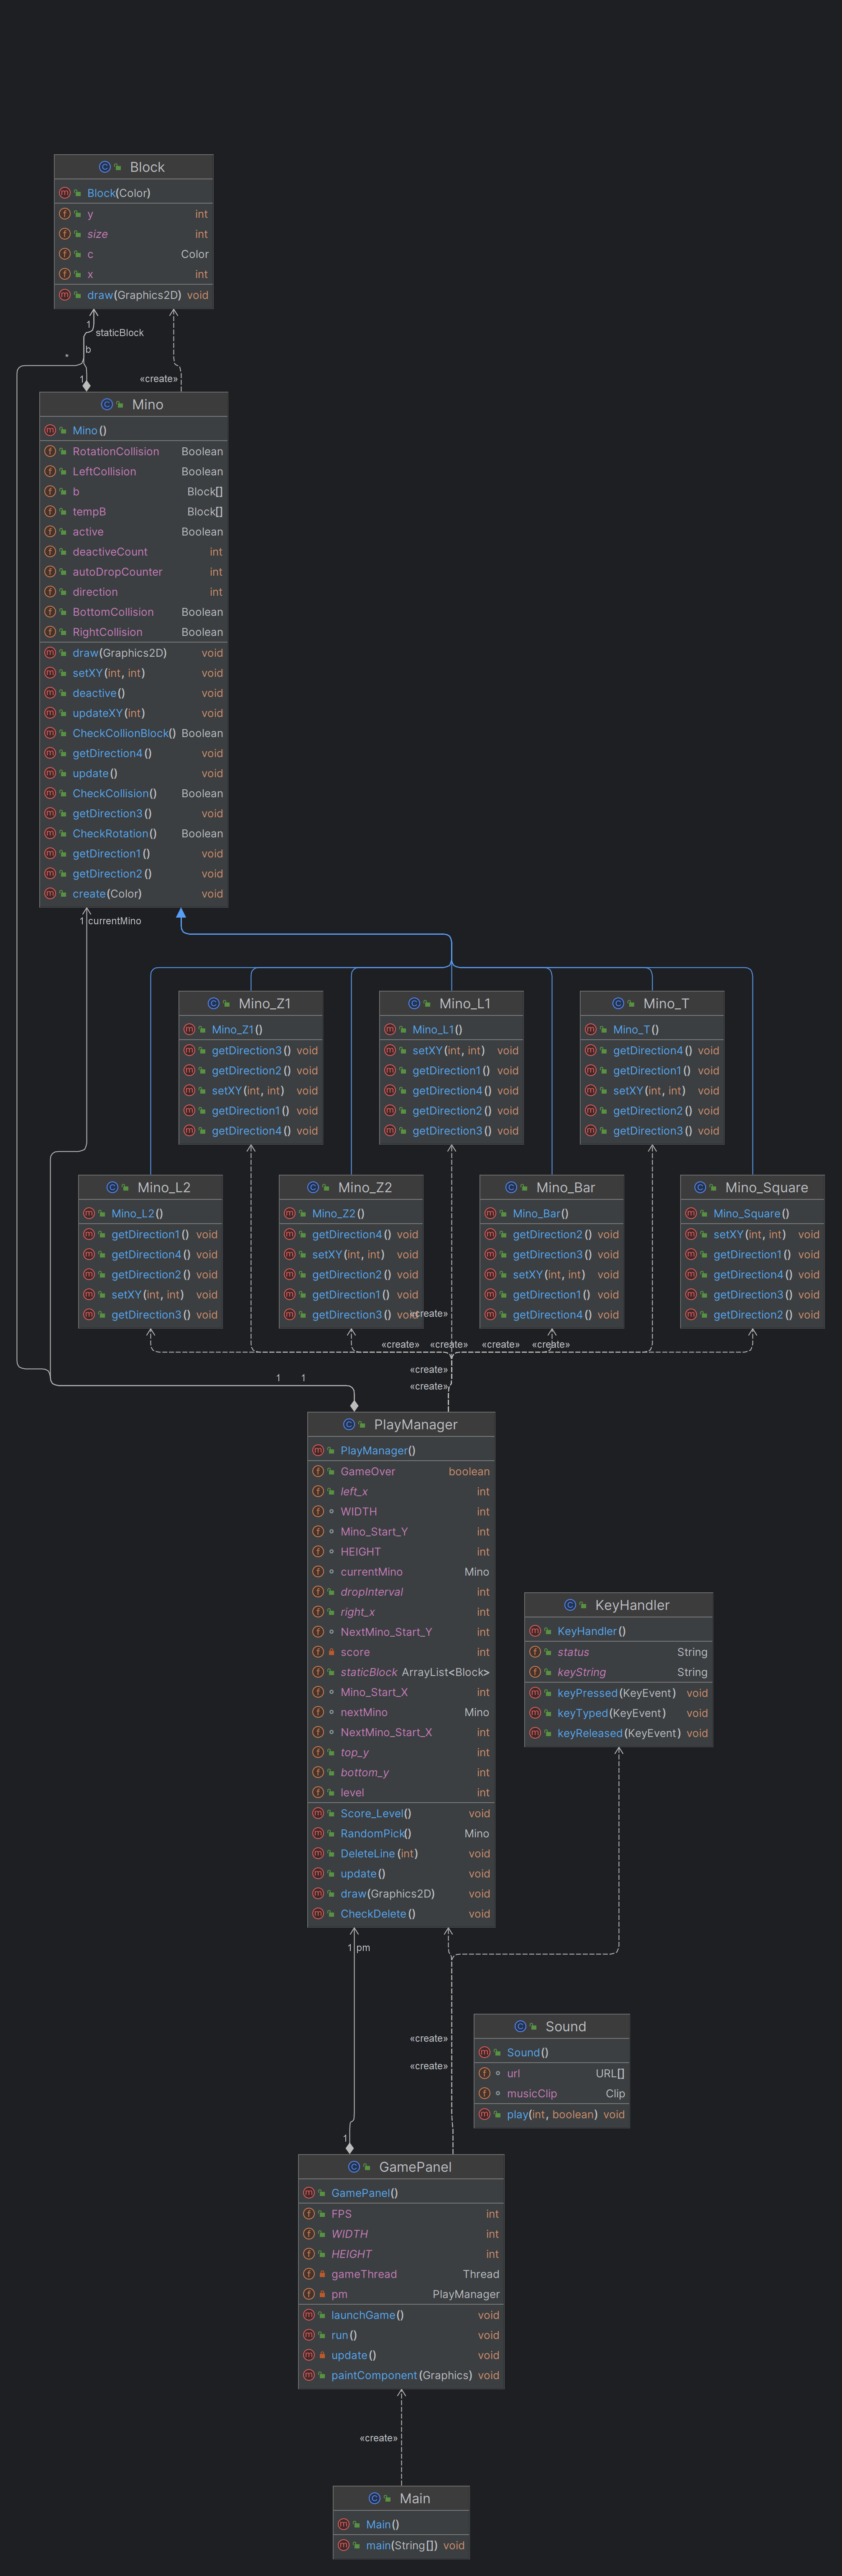 Block
Block(Color)
y int
size int
c Color
x int
draw(Graphics2D) void
1
staticBlock
b
*
1
«create»
Mino
Mino()
RotationCollision Boolean
LeftCollision Boolean
b Block[]
tempB Block[]
active Boolean
deactiveCount int
autoDropCounter int
direction int
BottomCollision Boolean
RightCollision Boolean
draw(Graphics2D) void
setXY(int, int) void
deactive() void
updateXY(int) void
CheckCollionBlock() Boolean
getDirection4() void
update() void
CheckCollision() Boolean
getDirection3() void
CheckRotation() Boolean
getDirection1() void
getDirection2() void
create(Color) void
1 currentMino
Mino_Z1
Mino_Z1()
getDirection3() void
getDirection2() void
setXY(int, int) void
getDirection1() void
getDirection4() void
Mino_L1
Mino_L1()
setXY(int, int) void
getDirection1() void
getDirection4() void
getDirection2() void
getDirection3() void
Mino_T
Mino_T()
getDirection4() void
getDirection1() void
setXY(int, int) void
getDirection2() void
getDirection3() void
Mino_L2
Mino_L2()
getDirection1() void
getDirection4() void
getDirection2() void
setXY(int, int) void
getDirection3() void
Mino_Z2
Mino_Z2()
getDirection4() void
setXY(int, int) void
getDirection2() void
getDirection1() void
getDirection3() void
Mino_Bar
Mino_Bar()
getDirection2() void
getDirection3() void
setXY(int, int) void
getDirection1() void
getDirection4() void
Mino_Square
Mino_Square()
setXY(int, int) void
getDirection1() void
getDirection4() void
getDirection3() void
getDirection2() void
«create»
«create» «create» «create» «create»
«create»
1 1
«create»
PlayManager
PlayManager()
GameOver boolean
left_x int
WIDTH int
Mino_Start_Y int
HEIGHT int
currentMino Mino
dropInterval int
right_x int
NextMino_Start_Y int
score int
staticBlock ArrayList<Block>
Mino_Start_X int
nextMino Mino
NextMino_Start_X int
top_y int
bottom_y int
level int
Score_Level() void
RandomPick() Mino
DeleteLine(int) void
update() void
draw(Graphics2D) void
CheckDelete() void
KeyHandler
KeyHandler()
status String
keyString String
keyPressed(KeyEvent) void
keyTyped(KeyEvent) void
keyReleased(KeyEvent) void
1 pm
«create»
«create»
1
Sound
Sound()
url URL[]
musicClip Clip
play(int, boolean) void
GamePanel
GamePanel()
FPS int
WIDTH int
HEIGHT int
gameThread Thread
pm PlayManager
launchGame() void
run() void
update() void
paintComponent(Graphics) void
«create»
Main
Main()
main(String[]) void